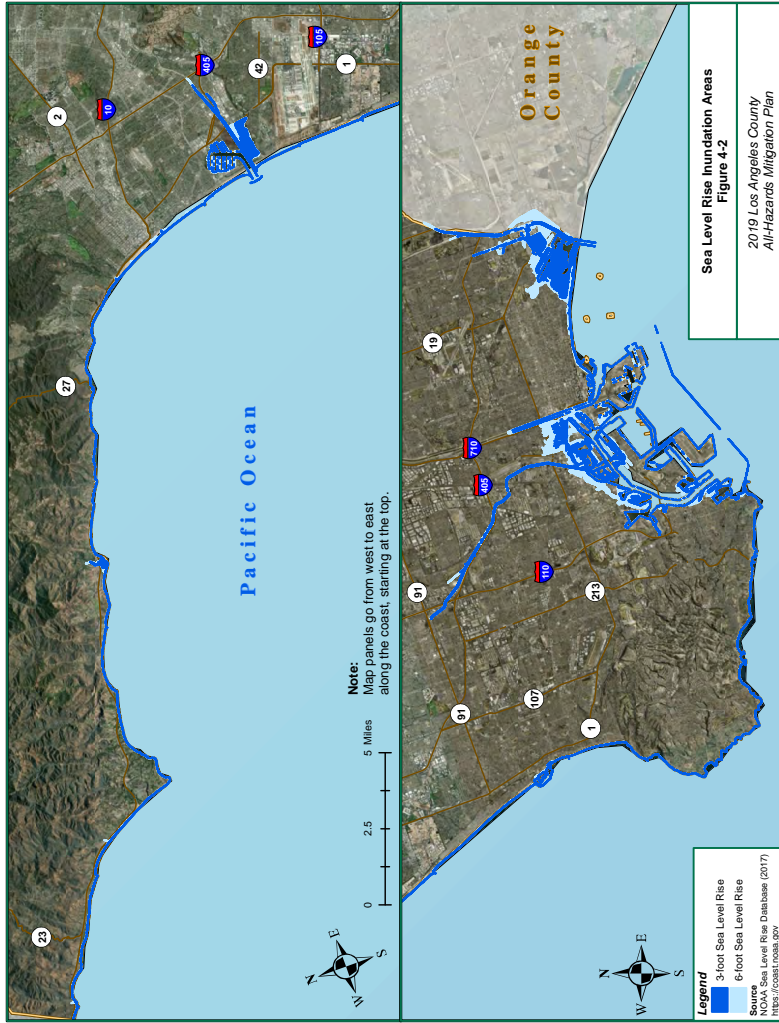 23
27
2
10
405
42
105
1
Pacific Ocean
Note:
Map panels go from west to east
along the coast, starting at the top.
0 2.5 5 Miles
N
E
S
W
91
91
107
1
213
110
405
710
19
Orange
County
N
E
S
W
Legend
3-foot Sea Level Rise
6-foot Sea Level Rise
Source
NOAA Sea Level Rise Database (2017)
https://coast.noaa.gov
Sea Level Rise Inundation Areas
Figure 4-2
2019 Los Angeles County
All-Hazards Mitigation Plan